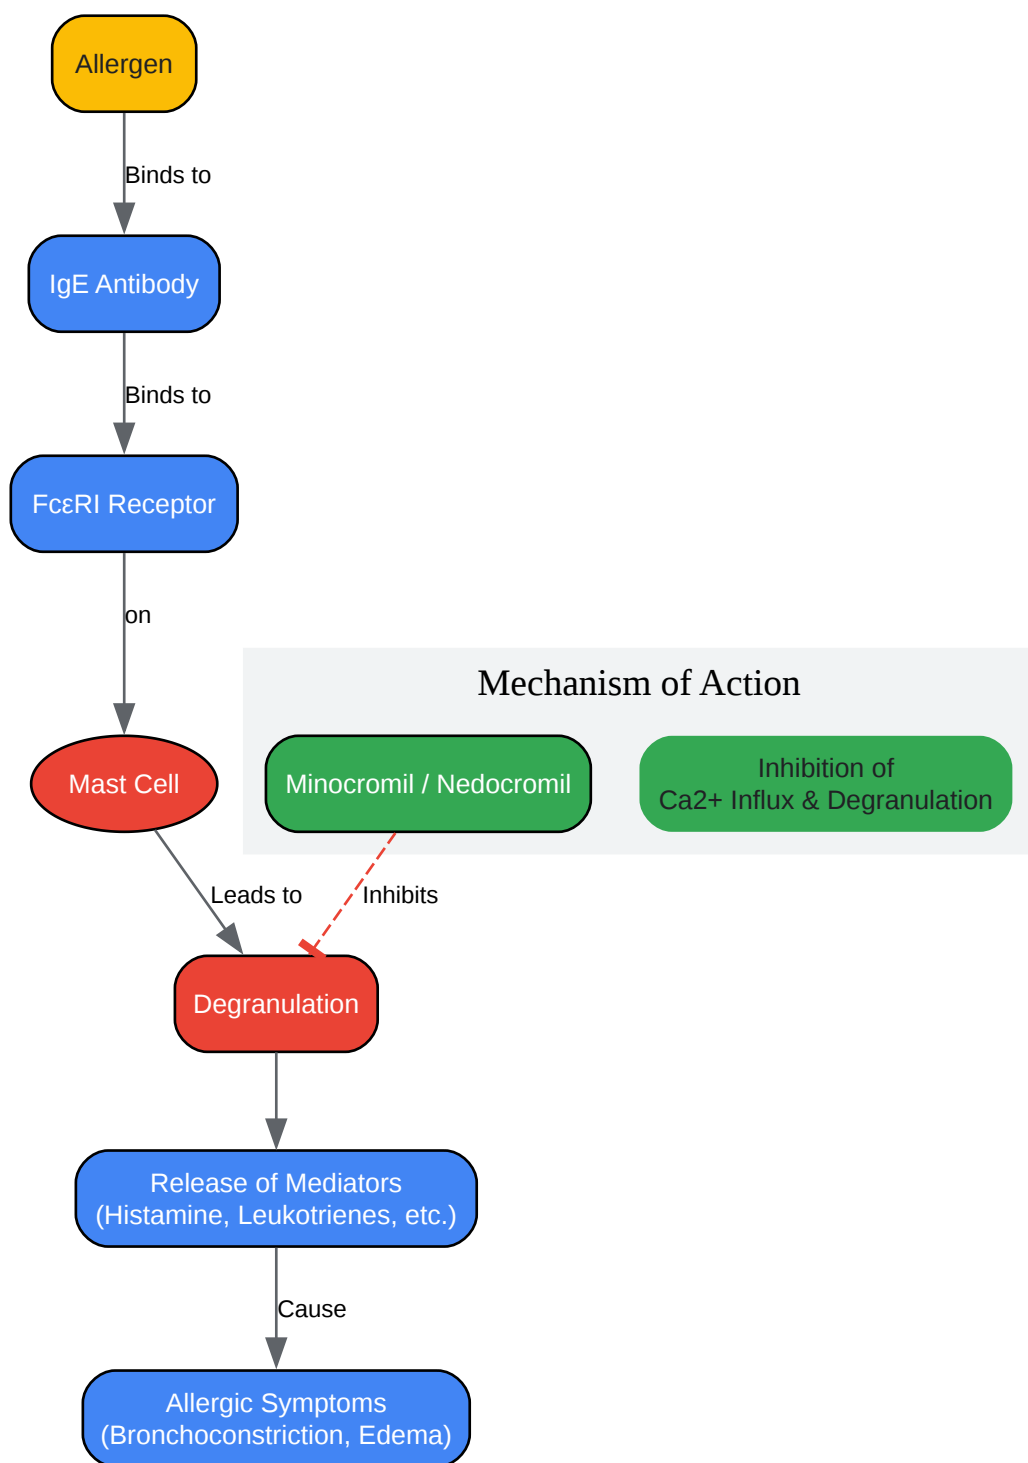 Allergen
Binds to
IgE Antibody
Binds to
FcεRI Receptor
on
Mechanism of Action
Mast Cell
Minocromil / Nedocromil
Inhibition of
Ca2+ Influx & Degranulation
Leads to
Inhibits
Degranulation
Release of Mediators
(Histamine, Leukotrienes, etc.)
Cause
Allergic Symptoms
(Bronchoconstriction, Edema)